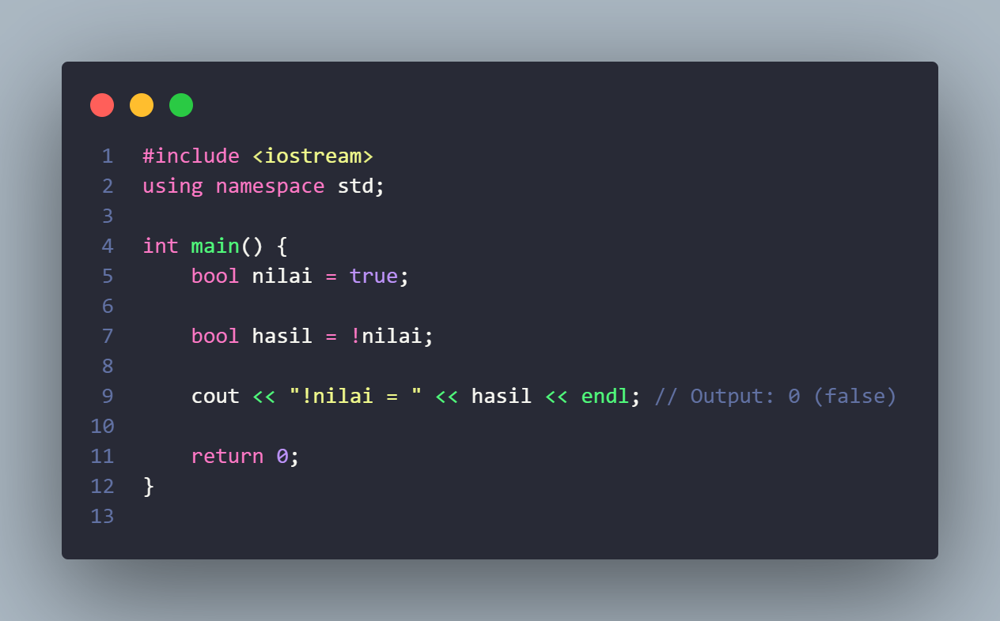 1 #include <iostream>
2 using namespace std;
3
4 int main() {
5     bool nilai = true;
6
7     bool hasil = !nilai;
8
9     cout << "!nilai = " << hasil << endl; // Output: 0 (false)
10
11     return 0;
12 }
13